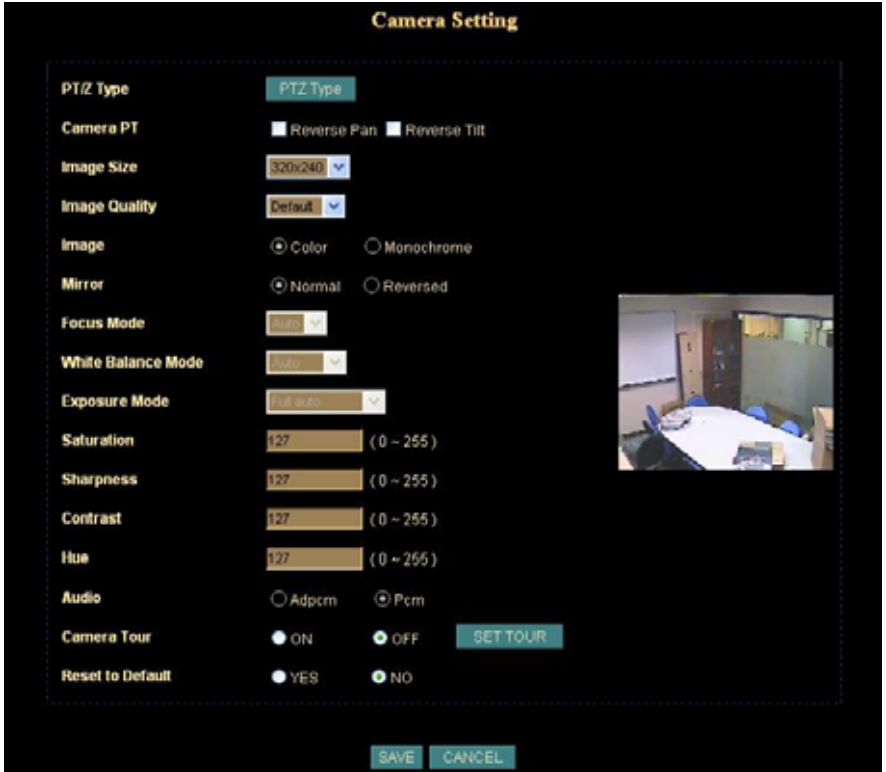 Camera Setting
PT/Z Type PTZ Type
Camera PT Reverse Pan Reverse Tilt
Image Size 320x240
Image Quality Default
Image Color Monochrome
Mirror Normal Reversed
Focus Mode Auto
White Balance Mode Auto
Exposure Mode Full auto
Saturation 127 ( 0 ~ 255 )
Sharpness 127 ( 0 ~ 255 )
Contrast 127 ( 0 ~ 255 )
Hue 127 ( 0 ~ 255 )
Audio Adpcm Pcm
Camera Tour ON OFF SET TOUR
Reset to Default YES NO
SAVE CANCEL